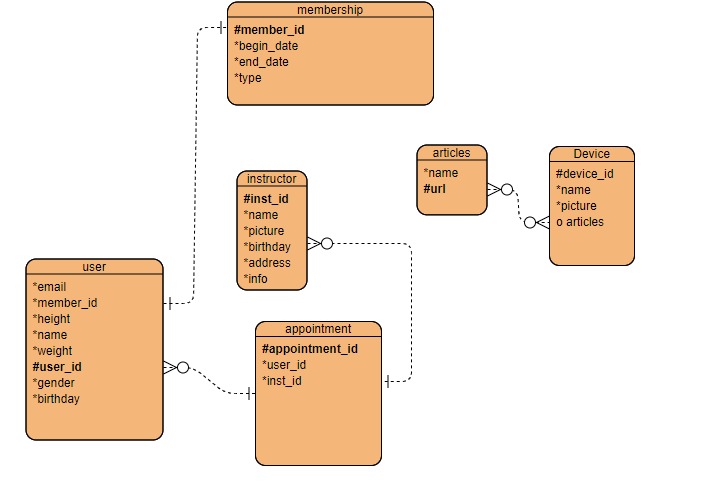 membership
#member_id
*begin_date
*end_date
*type
articles
*name
#url
Device
#device_id
*name
*picture
o articles
instructor
#inst_id
*name
*picture
*birthday
*address
*info
user
*email
*member_id
*height
*name
*weight
#user_id
*gender
*birthday
appointment
#appointment_id
*user_id
*inst_id